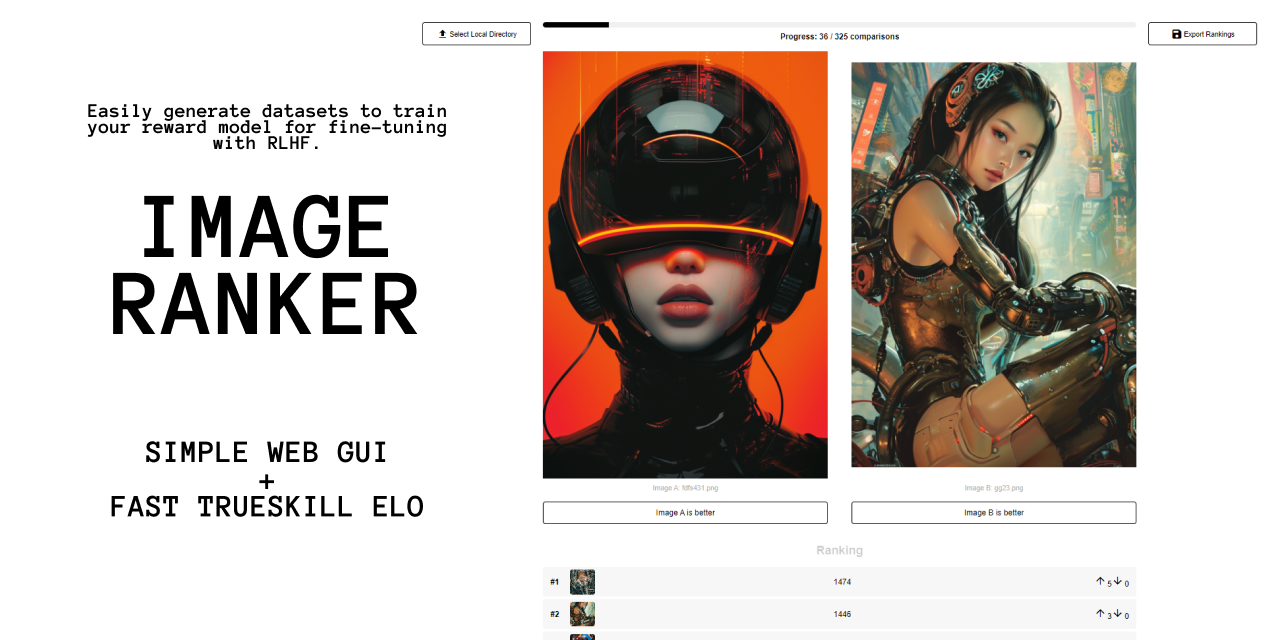 Easily generate datasets to train
your reward model for fine-tuning
with RLHF.
IMAGE
RANKER
SIMPLE WEB GUI
+
FAST TRUESKILL ELO
Select Local Directory
Progress: 36 / 325 comparisons
Export Rankings
Image A: fdfs431.png
Image B: gg23.png
Image A is better
Image B is better
Ranking
#1 1474 5 0
#2 1446 3 0